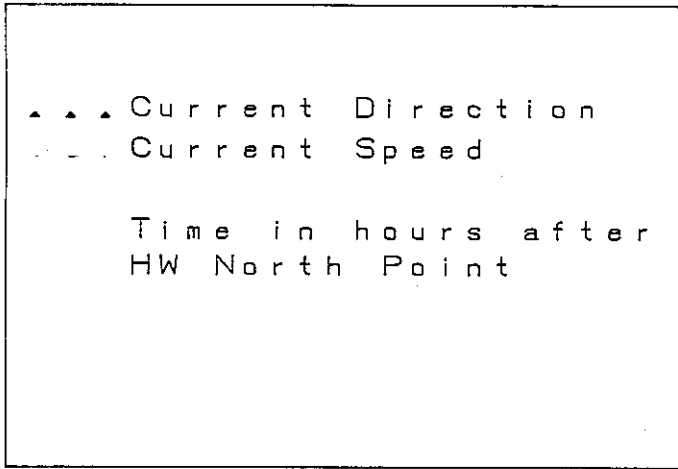 Current Direction
Current Speed
Time in hours after
HW North Point